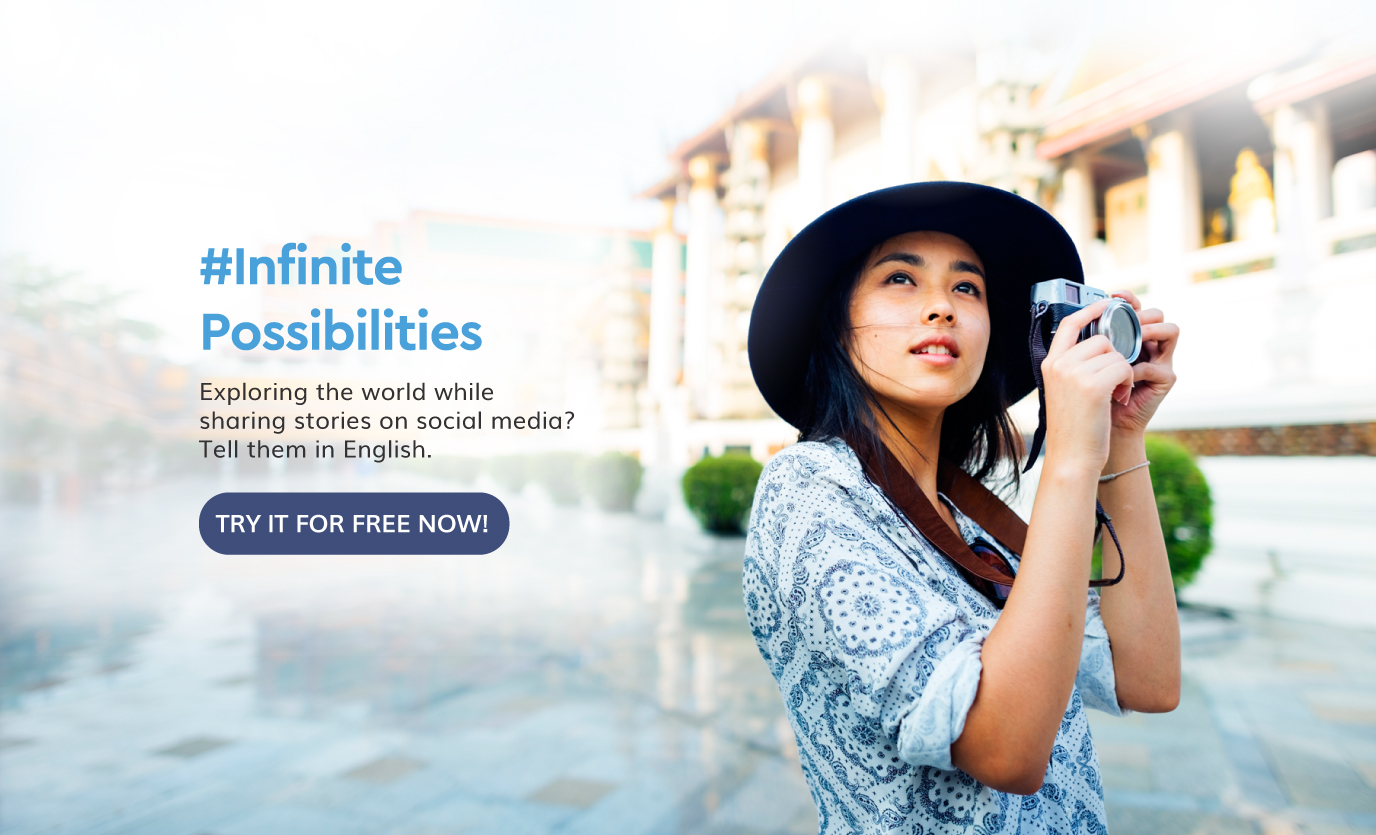 #Infinite
Possibilities
Exploring the world while
sharing stories on social media?
Tell them in English.
TRY IT FOR FREE NOW!